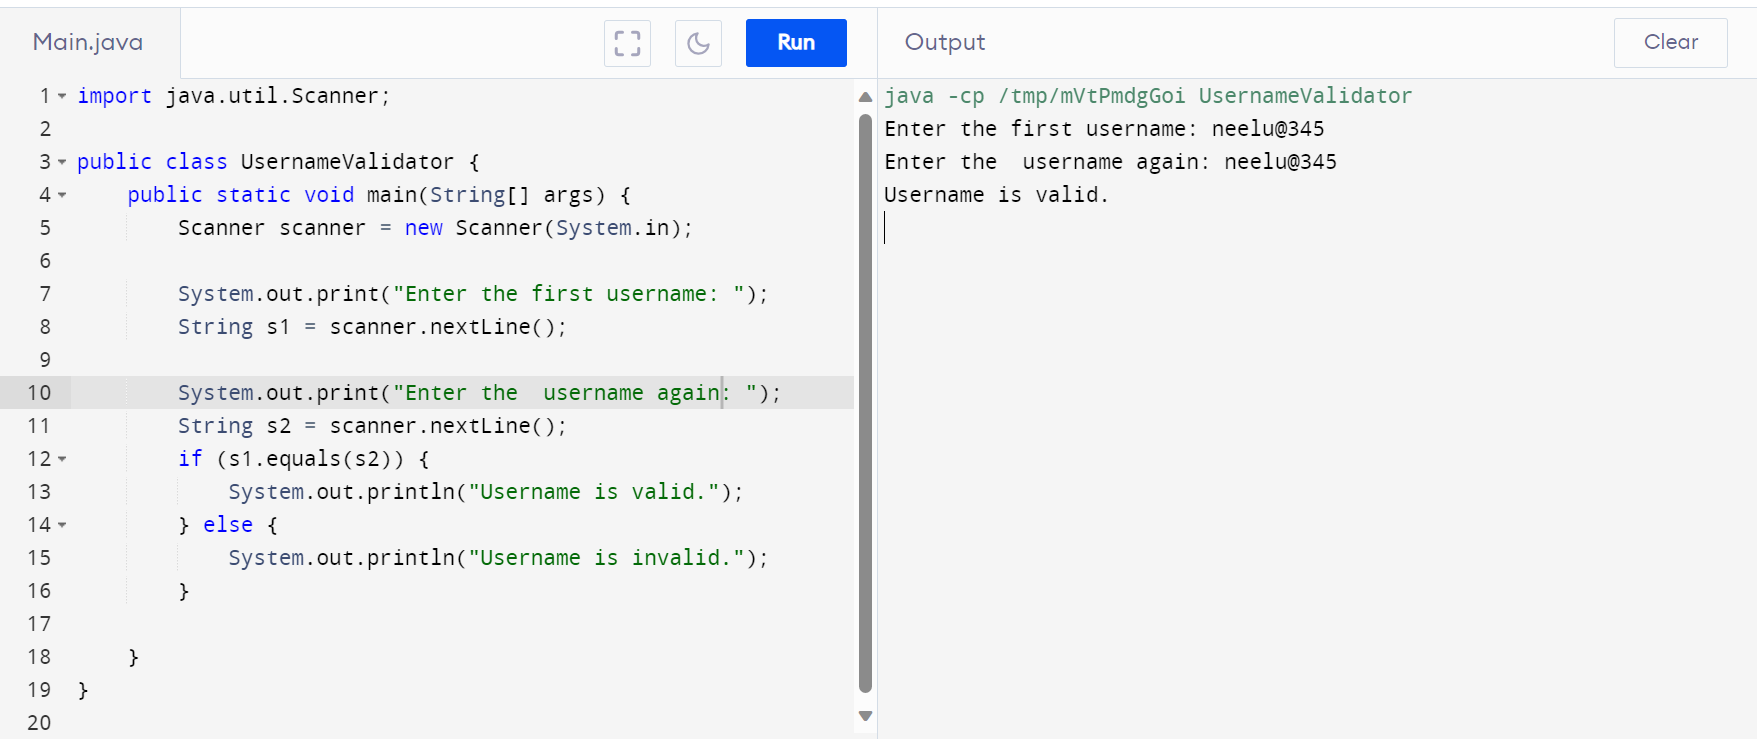 Main.java
Run
1 import java.util.Scanner;
2
3 public class UsernameValidator {
4     public static void main(String[] args) {
5         Scanner scanner = new Scanner(System.in);
6
7         System.out.print("Enter the first username: ");
8         String s1 = scanner.nextLine();
9
10         System.out.print("Enter the  username again: ");
11         String s2 = scanner.nextLine();
12         if (s1.equals(s2)) {
13             System.out.println("Username is valid.");
14         } else {
15             System.out.println("Username is invalid.");
16         }
17
18     }
19 }
20
Output
Clear
java -cp /tmp/mVtPmdgGoi UsernameValidator
Enter the first username: neelu@345
Enter the  username again: neelu@345
Username is valid.